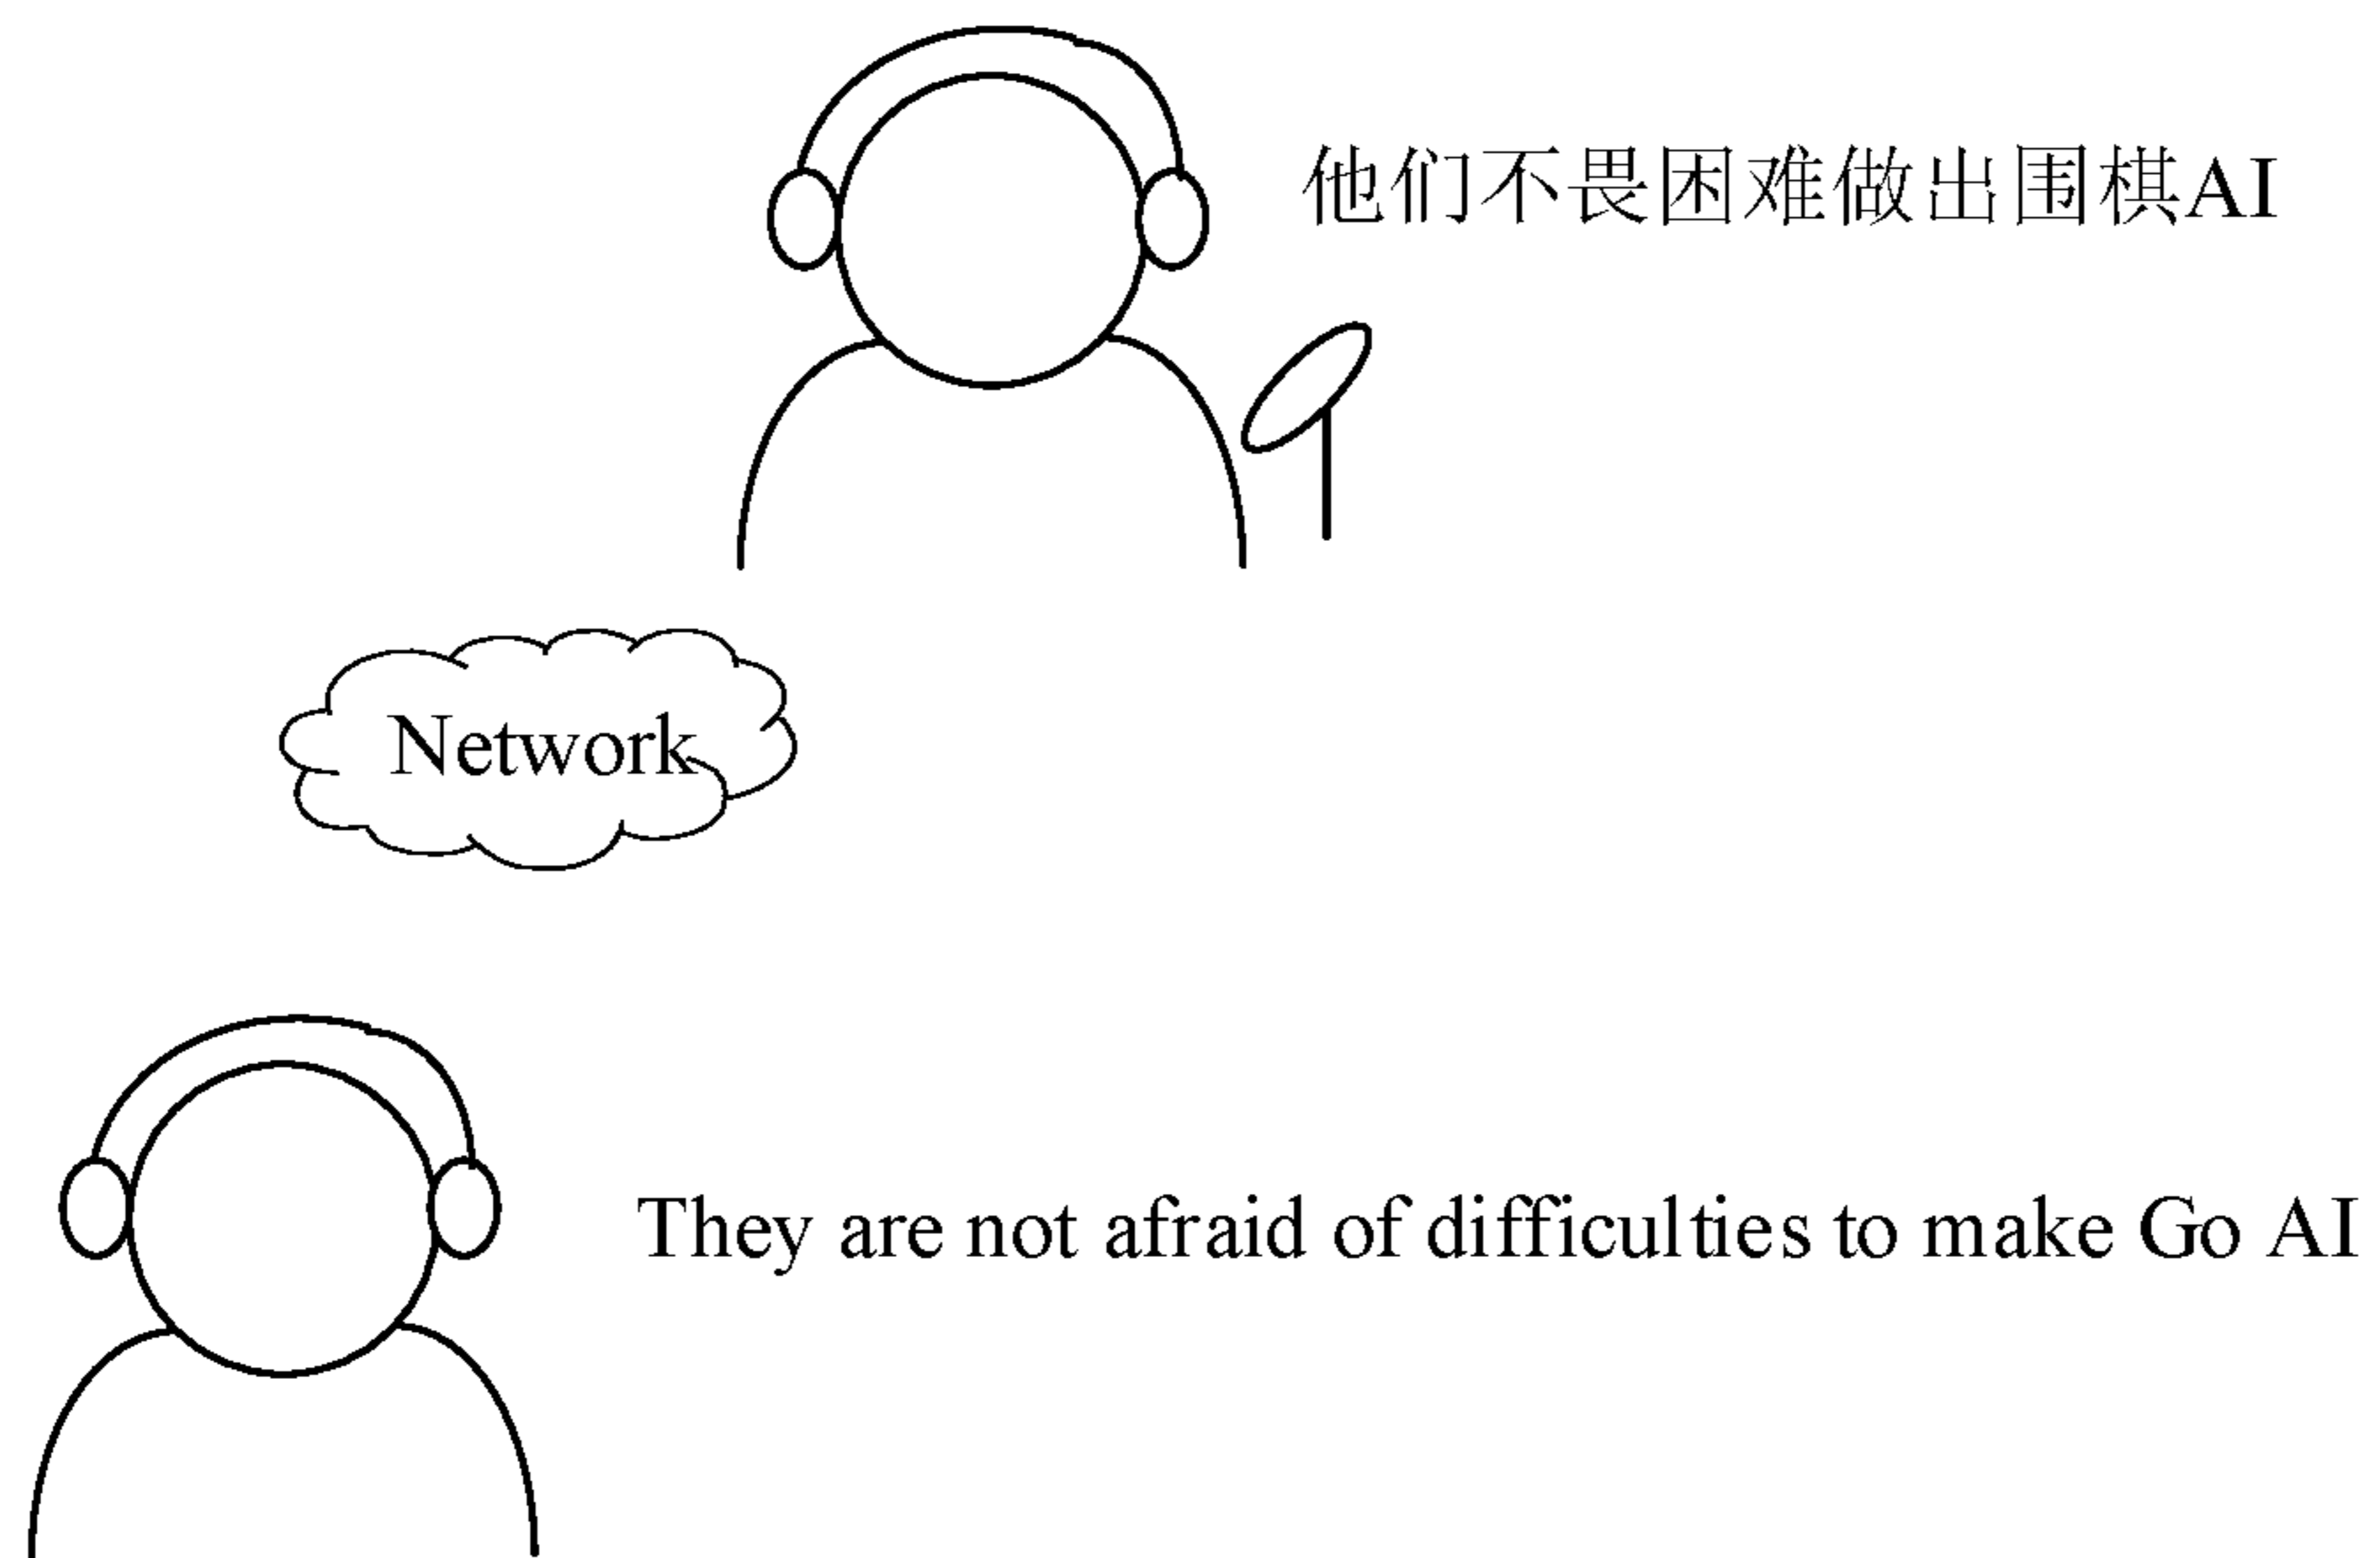 他们不畏困难做出围棋AI
Network
They are not afraid of difficulties to make Go AI